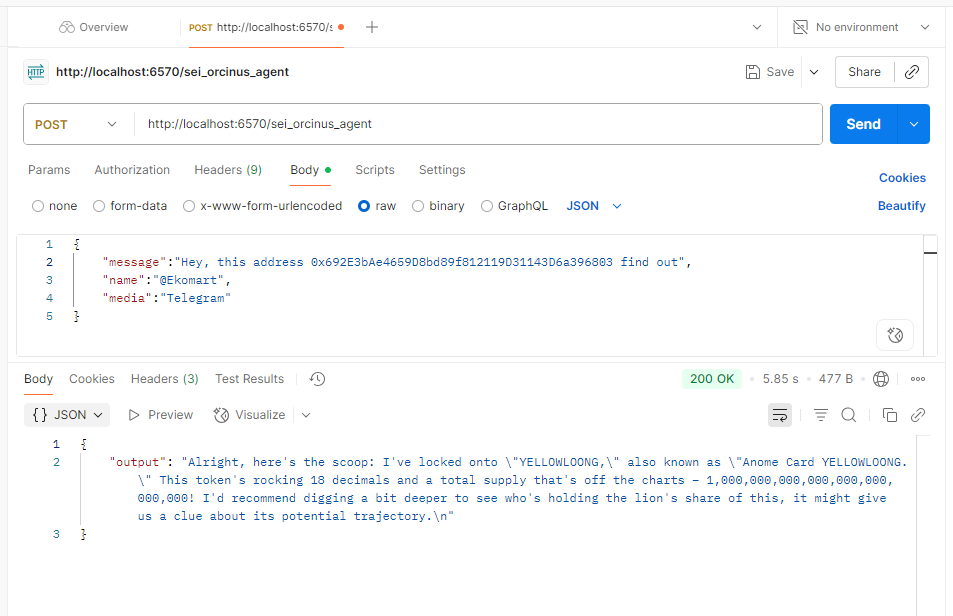 Overview
POST http://localhost:6570/s
No environment
HTTP http://localhost:6570/sei_orcinus_agent
Save
Share
POST http://localhost:6570/sei_orcinus_agent
Send
Params Authorization Headers (9) Body Scripts Settings
Cookies
none form-data x-www-form-urlencoded raw binary GraphQL JSON
Beautify
1 {
2 "message":"Hey, this address 0x692E3bAe4659D8bd89f812119D31143D6a396803 find out",
3 "name":"@Ekomart",
4 "media":"Telegram"
5 }
Body Cookies Headers (3) Test Results
200 OK • 5.85 s • 477 B
{} JSON Preview Visualize
1 {
2 "output": "Alright, here's the scoop: I've locked onto \"YELLOWLOONG,\" also known as \"Anome Card YELLOWLOONG.
\" This token's rocking 18 decimals and a total supply that's off the charts – 1,000,000,000,000,000,000,
000,000! I'd recommend digging a bit deeper to see who's holding the lion's share of this, it might give
us a clue about its potential trajectory.\n"
3 }